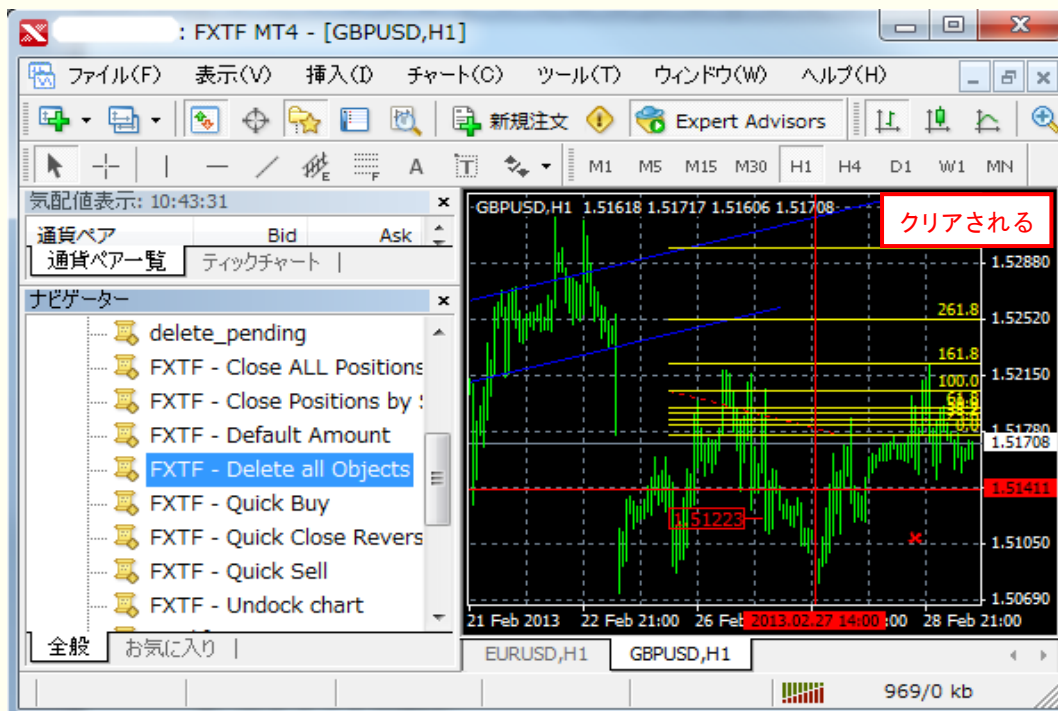 : FXTF MT4 - [GBPUSD,H1]
ファイル(F) 表示(V) 挿入(I) チャート(C) ツール(T) ウィンドウ(W) ヘルプ(H)
新規注文 Expert Advisors
E F A T M1 M5 M15 M30 H1 H4 D1 W1 MN
気配値表示: 10:43:31
通貨ペア Bid Ask
通貨ペア一覧 ティックチャート
ナビゲーター
delete_pending
FXTF - Close ALL Positions
FXTF - Close Positions by
FXTF - Default Amount
FXTF - Delete all Objects
FXTF - Quick Buy
FXTF - Quick Close Revers
FXTF - Quick Sell
FXTF - Undock chart
全般 お気に入り
GBPUSD,H1 1.51618 1.51717 1.51606 1.51708
クリアされる
1.52880
261.8
1.52520
161.8
1.52150
100.0
61.8
0.0
1.51780
1.51708
1.51411
1.51223
1.51050
1.50690
21 Feb 2013 22 Feb 21:00 26 Feb 2013.02.27 14:00 :00 28 Feb 21:00
EURUSD,H1 GBPUSD,H1
969/0 kb